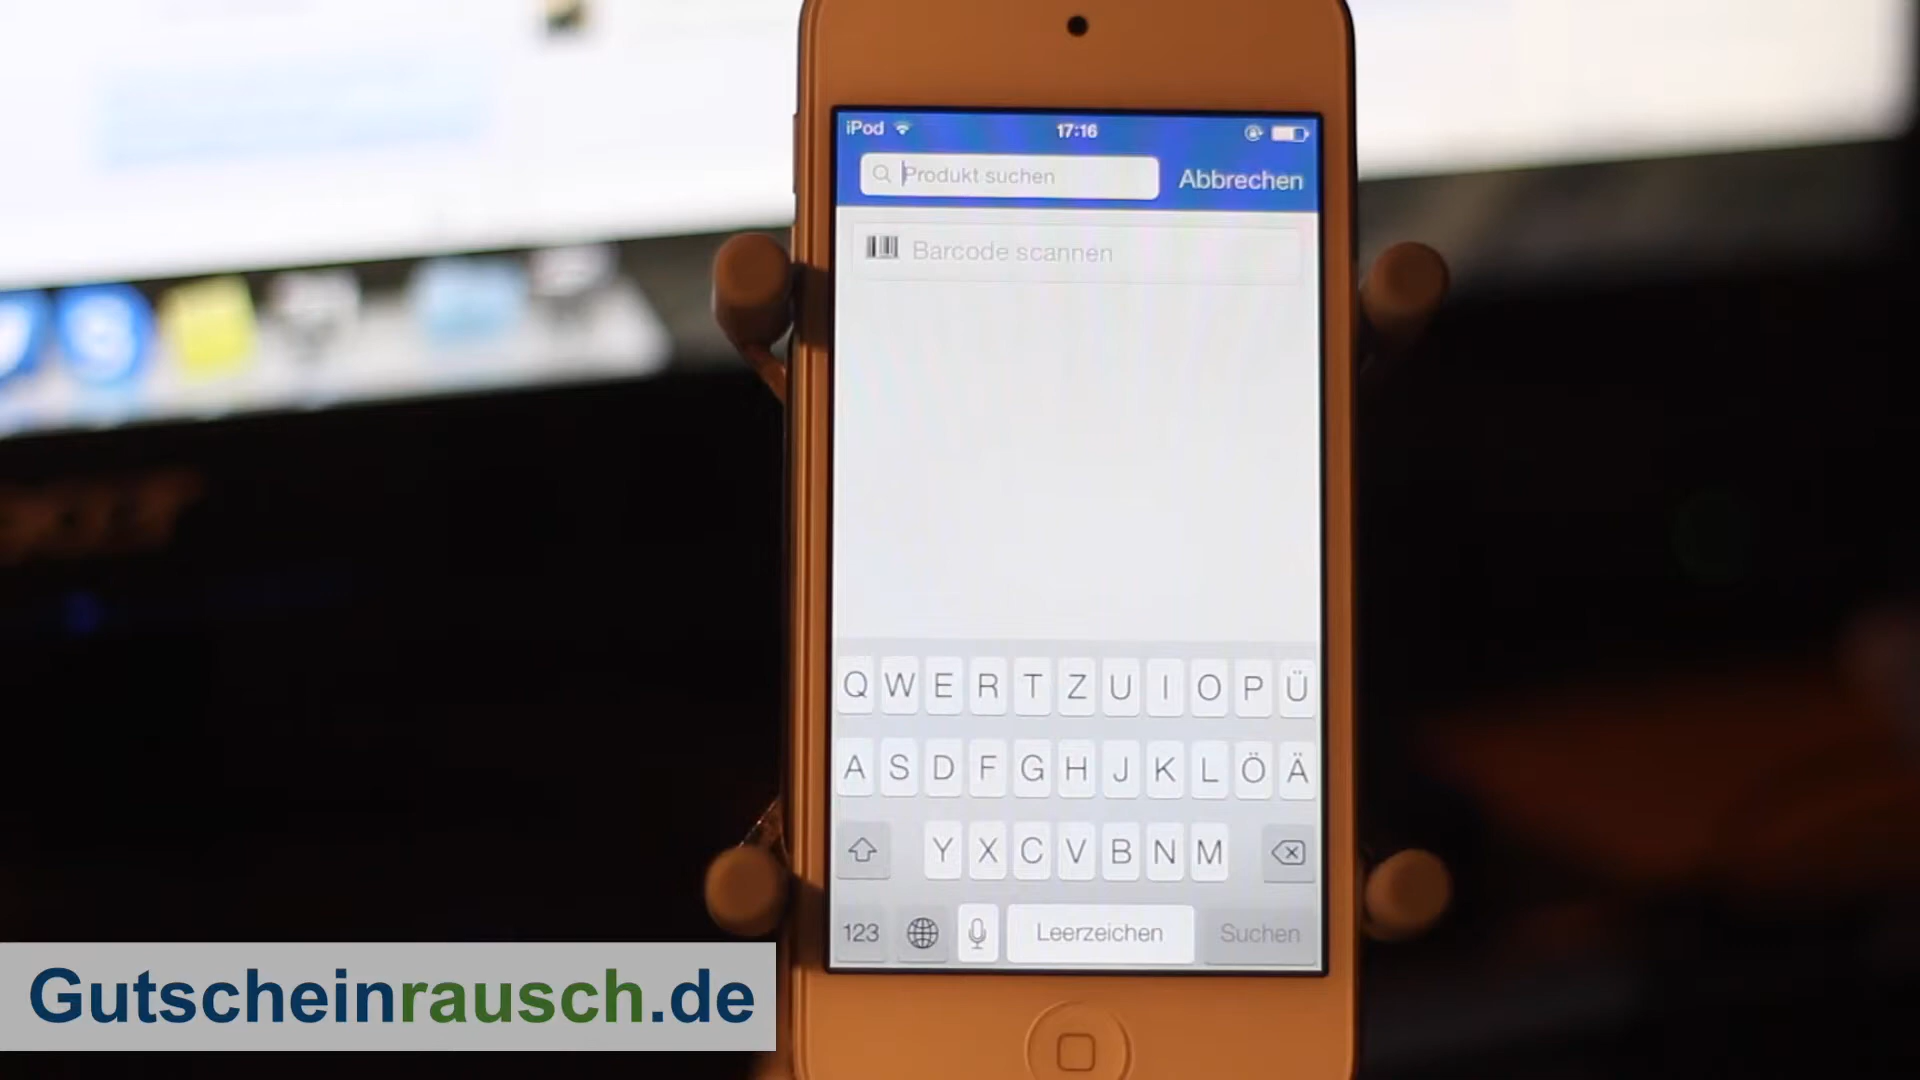 iPod 17:16
Produkt suchen Abbrechen
Barcode scannen
Q W E R T Z U I O P Ü
A S D F G H J K L Ö Ä
Y X C V B N M
123 Leerzeichen Suchen
Gutscheinrausch.de